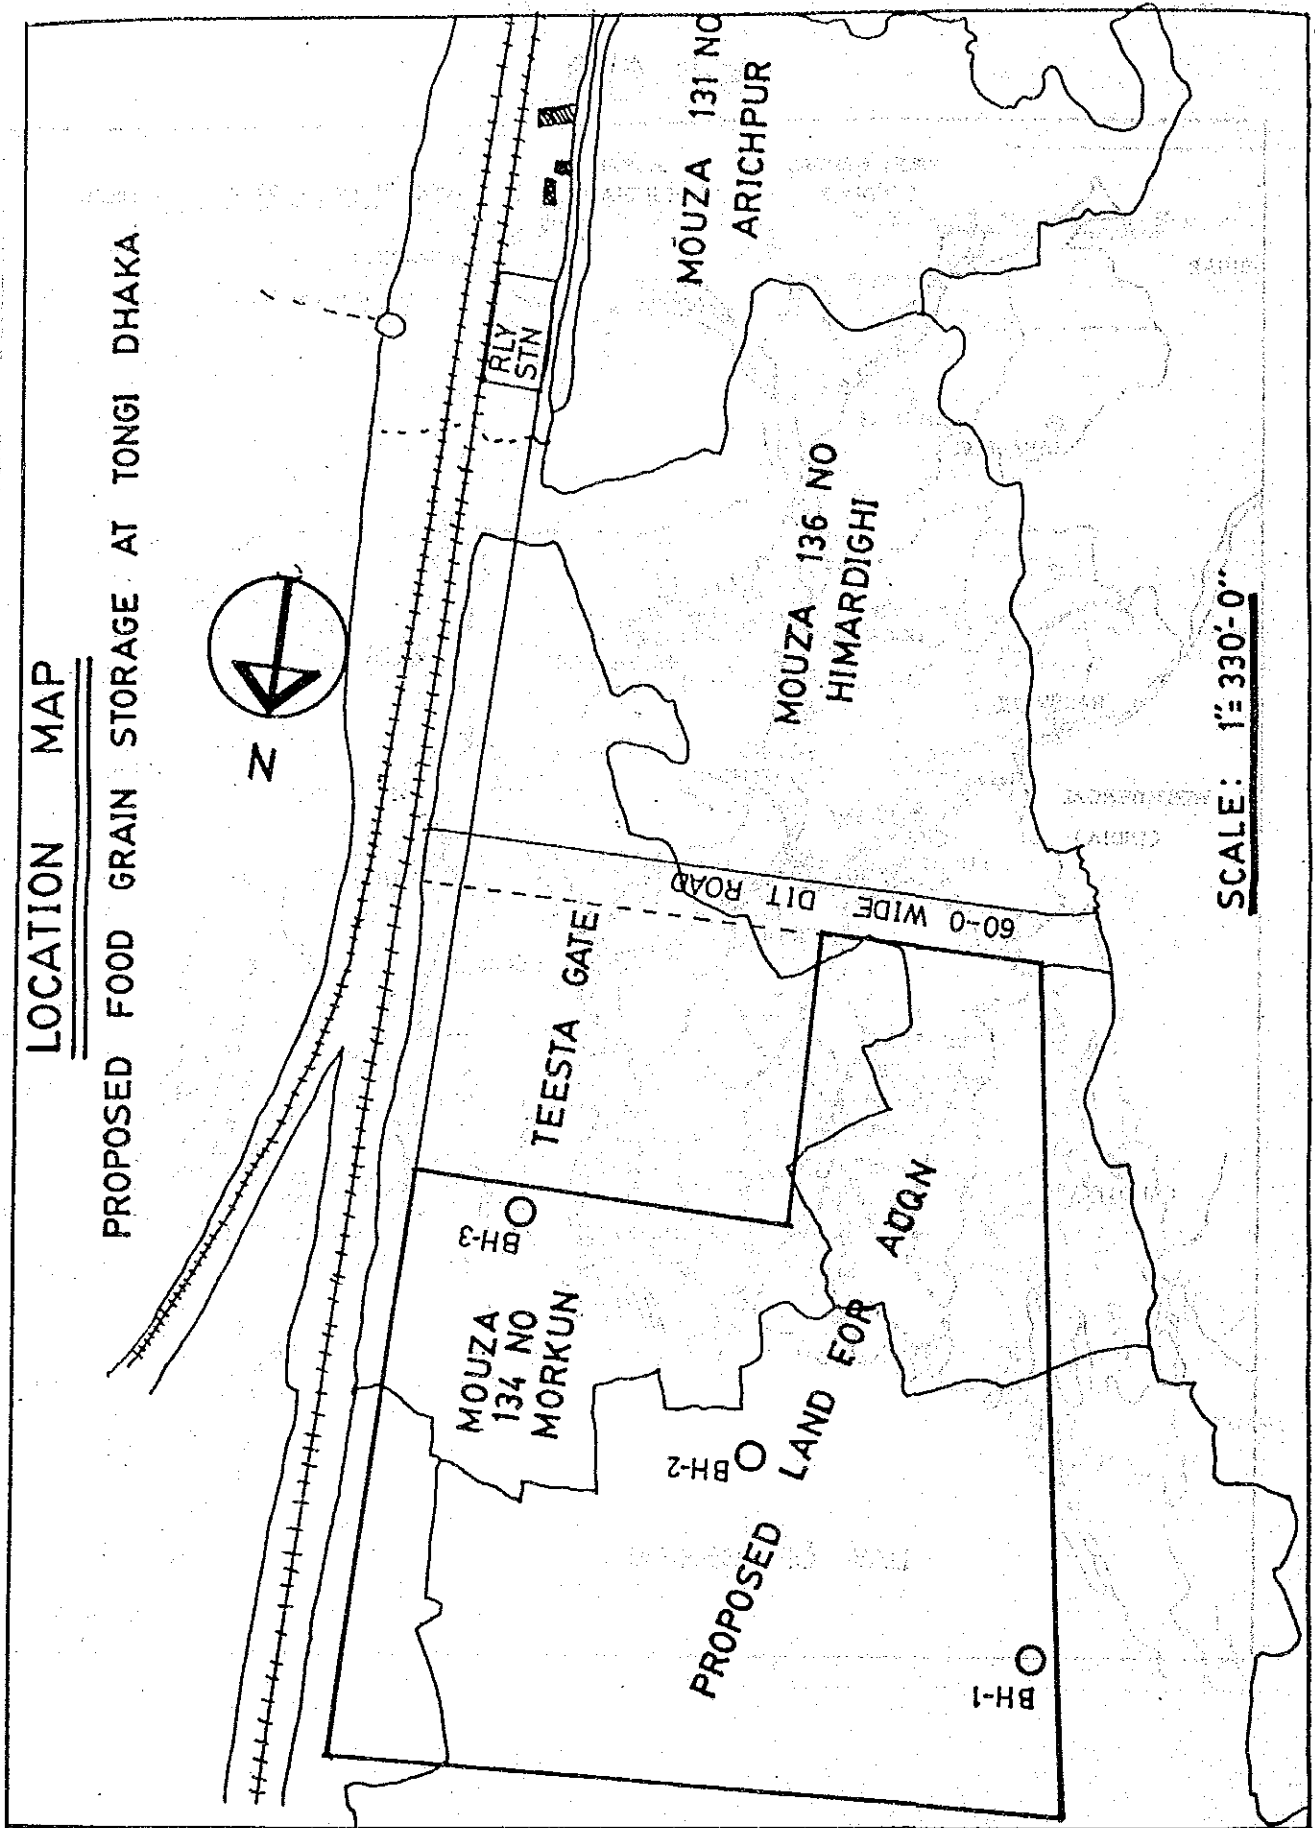 LOCATION MAP
PROPOSED FOOD GRAIN STORAGE AT TONGI DHAKA
N
RLY
STN
MOUZA 131 NO
ARICHPUR
MOUZA 136 NO
HIMARDIGHI
60-0 WIDE DIT ROAD
TEESTA GATE
BH-3
MOUZA
134 NO
MORKUN
BH-2
PROPOSED LAND FOR AOQN
BH-1
SCALE: 1"= 330'-0"